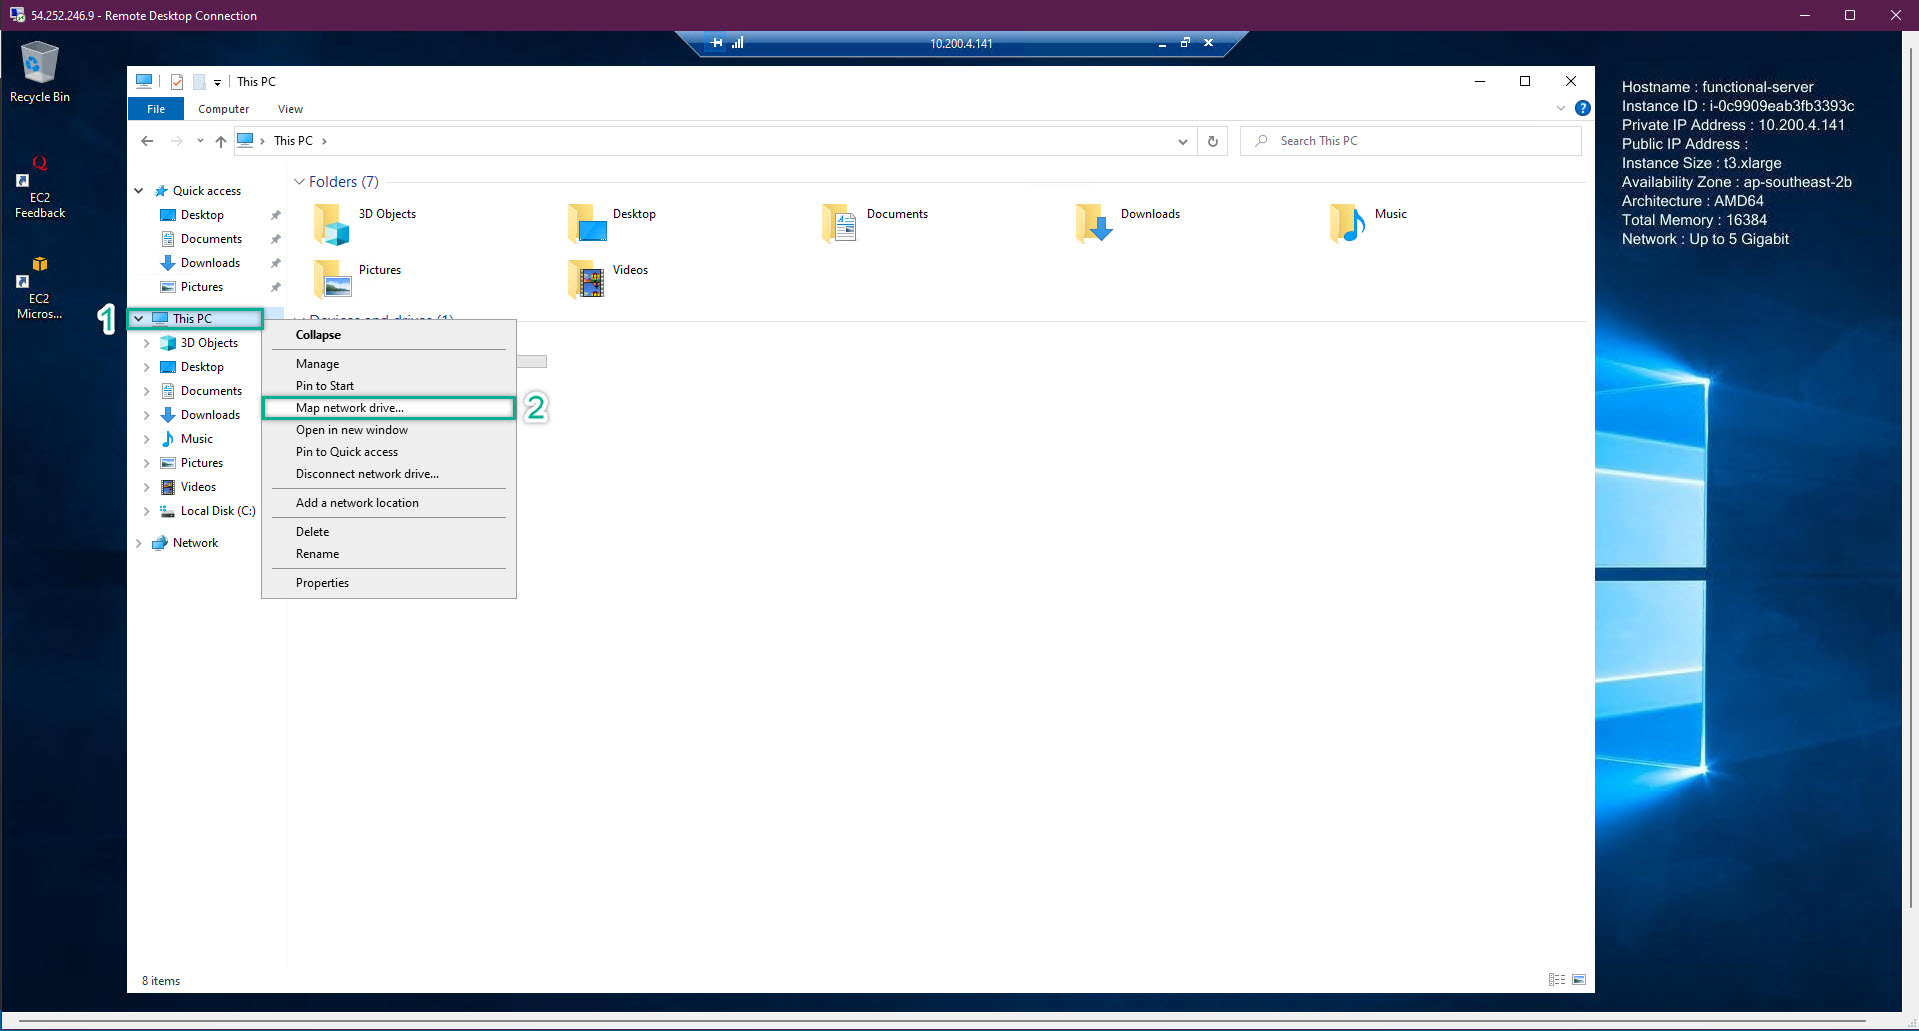 54.252.246.9 - Remote Desktop Connection
10.200.4.141
Recycle Bin
EC2
Feedback
EC2
Micros...
This PC
File Computer View
This PC
Search This PC
Quick access
Desktop
Documents
Downloads
Pictures
1
This PC
3D Objects
Desktop
Documents
Downloads
Music
Pictures
Videos
Local Disk (C:)
Network
Folders (7)
3D Objects
Desktop
Documents
Downloads
Music
Pictures
Videos
Devices and drives (1)
Collapse
Manage
Pin to Start
Map network drive...
2
Open in new window
Pin to Quick access
Disconnect network drive...
Add a network location
Delete
Rename
Properties
8 items
Hostname : functional-server
Instance ID : i-0c9909eab3fb3393c
Private IP Address : 10.200.4.141
Public IP Address :
Instance Size : t3.xlarge
Availability Zone : ap-southeast-2b
Architecture : AMD64
Total Memory : 16384
Network : Up to 5 Gigabit